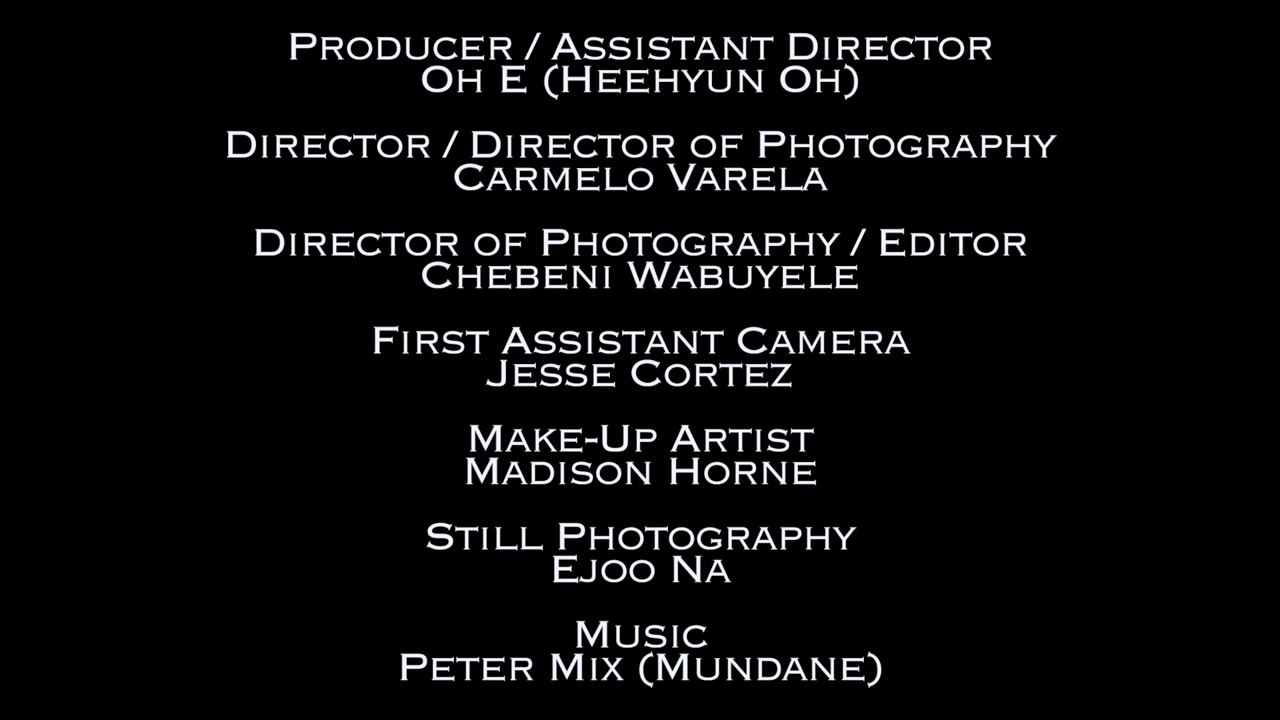 Producer / Assistant Director
Oh E (Heehyun Oh)
Director / Director of Photography
Carmelo Varela
Director of Photography / Editor
Chebeni Wabuyele
First Assistant Camera
Jesse Cortez
Make-Up Artist
Madison Horne
Still Photography
Ejoo Na
Music
Peter Mix (Mundane)